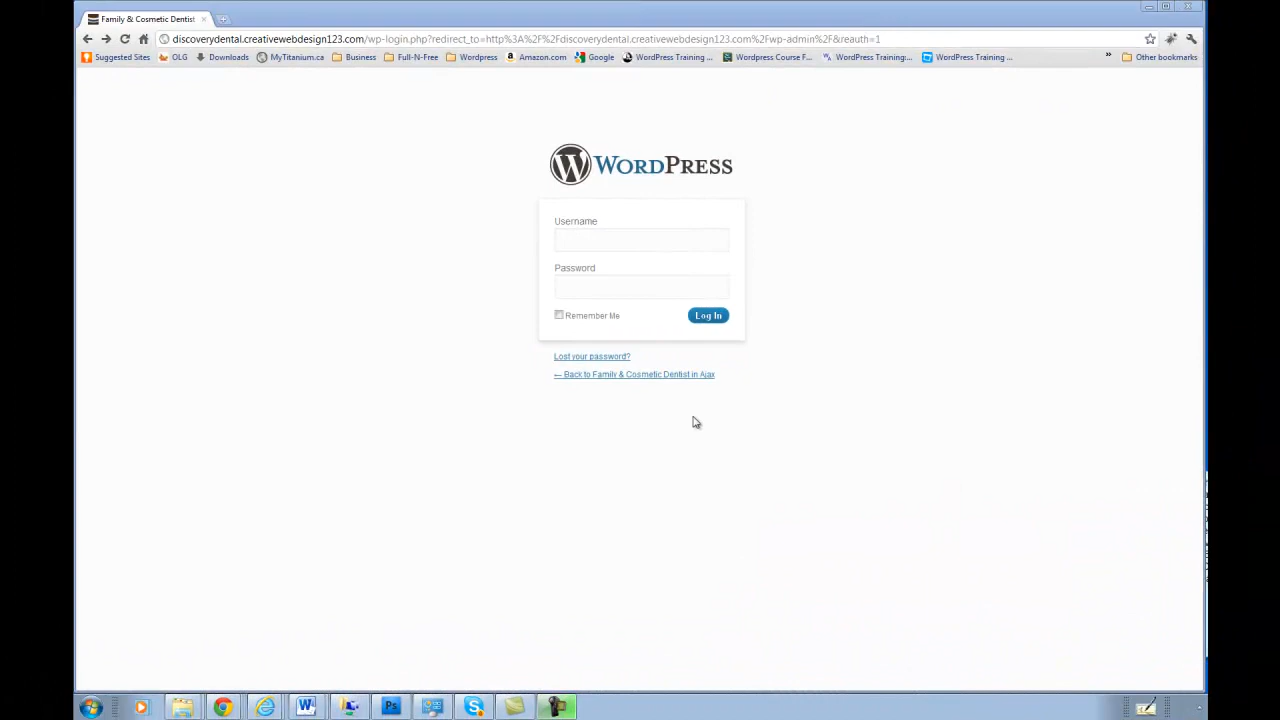 Family & Cosmetic Dentist
discoverydental.creativewebdesign123.com/wp-login.php?redirect_to=http%3A%2F%2Fdiscoverydental.creativewebdesign123.com%2Fwp-admin%2F&reauth=1
Suggested Sites OLG Downloads MyTitanium.ca Business Full-N-Free Wordpress Amazon.com Google WordPress Training ... Wordpress Course F... WordPress Training:... WordPress Training ... » Other bookmarks
WORDPRESS
Username
Password
Remember Me Log In
Lost your password?
← Back to Family & Cosmetic Dentist in Ajax